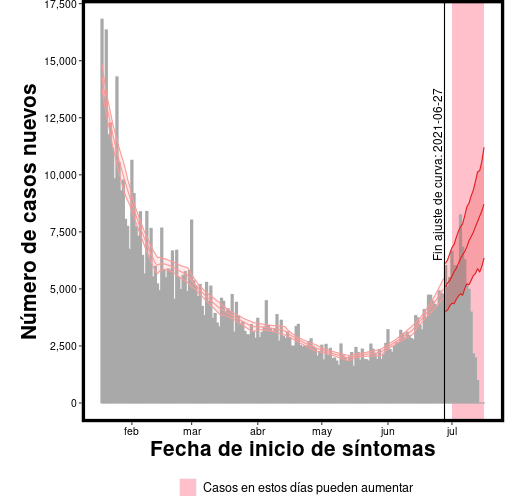 Número de casos nuevos
17,500
15,000
12,500
10,000
7,500
5,000
2,500
0
Fin ajuste de curva: 2021-06-27
feb mar abr may jun jul
Fecha de inicio de síntomas
Casos en estos días pueden aumentar